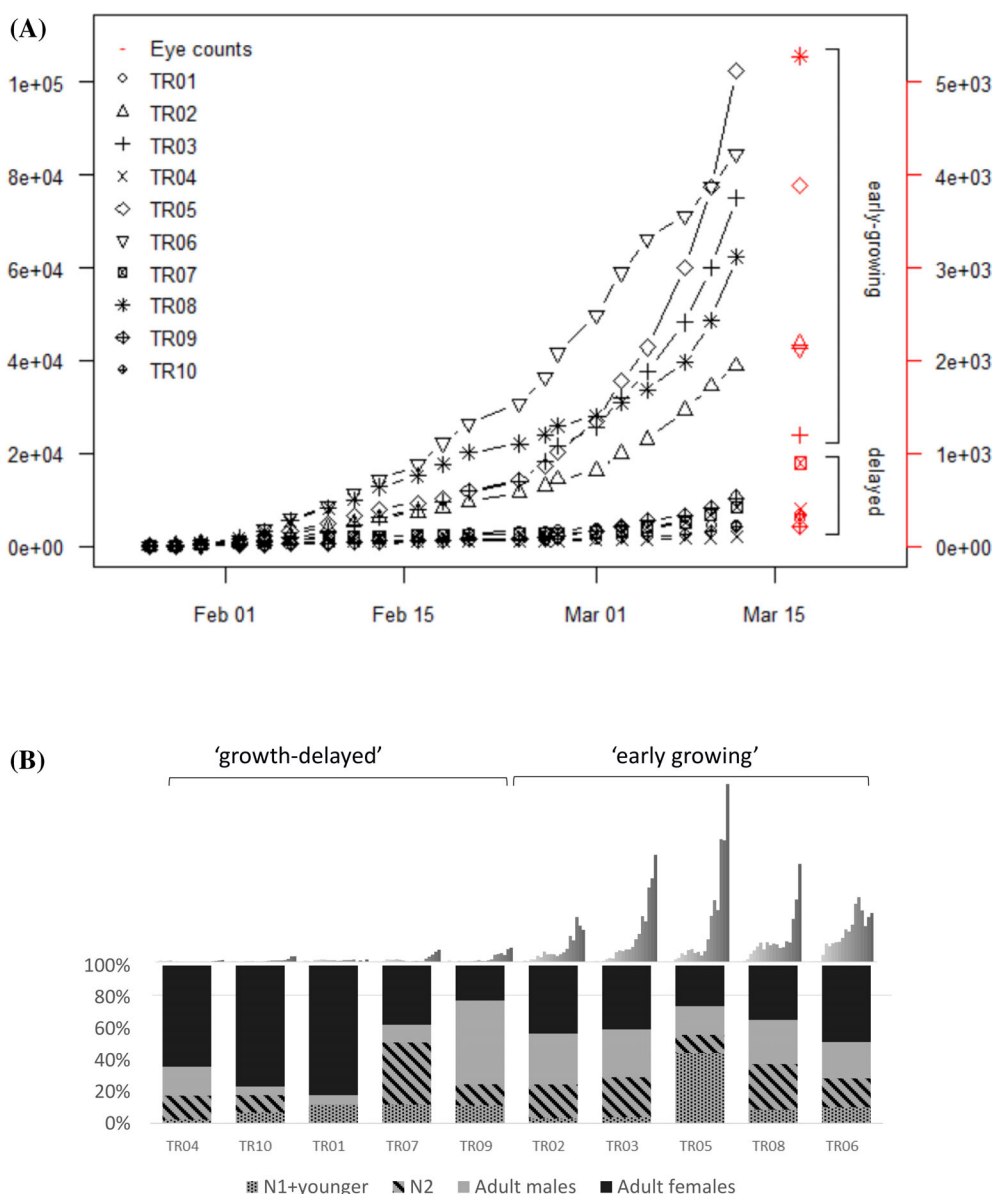 (A)
Eye counts
TR01
TR02
TR03
TR04
TR05
TR06
TR07
TR08
TR09
TR10
1e+05
8e+04
6e+04
4e+04
2e+04
0e+00
5e+03
4e+03
3e+03
2e+03
1e+03
0e+00
early-growing
delayed
Feb 01
Feb 15
Mar 01
Mar 15
(B)
‘growth-delayed’
‘early growing’
100%
80%
60%
40%
20%
0%
TR04
TR10
TR01
TR07
TR09
TR02
TR03
TR05
TR08
TR06
N1+younger
N2
Adult males
Adult females